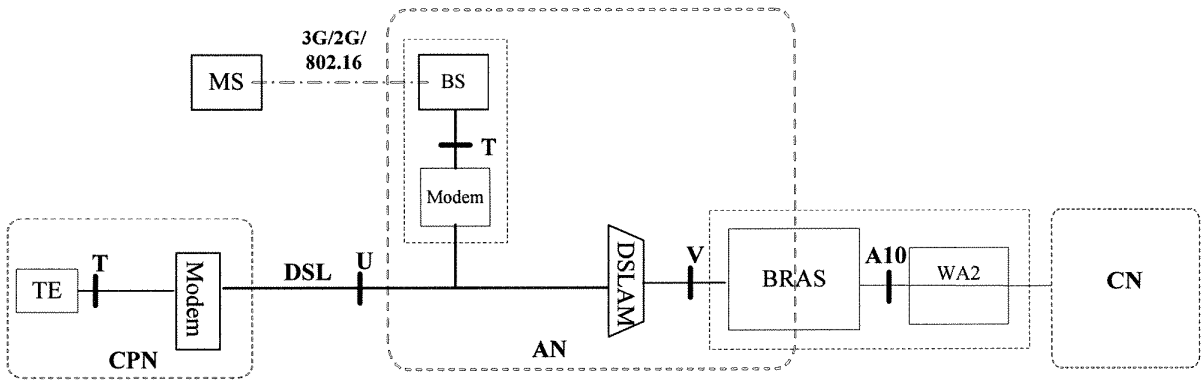 3G/2G/
802.16
MS
BS
T
Modem
T
TE
Modem
CPN
DSL
U
DSLAM
V
BRAS
A10
WA2
AN
CN